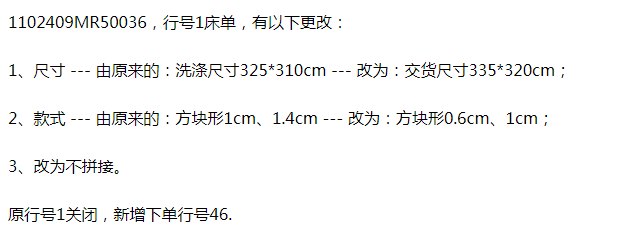 1102409MR50036，行号1床单，有以下更改：
1、尺寸 --- 由原来的：洗涤尺寸325*310cm --- 改为：交货尺寸335*320cm；
2、款式 --- 由原来的：方块形1cm、1.4cm --- 改为：方块形0.6cm、1cm；
3、改为不拼接。
原行号1关闭，新增下单行号46.